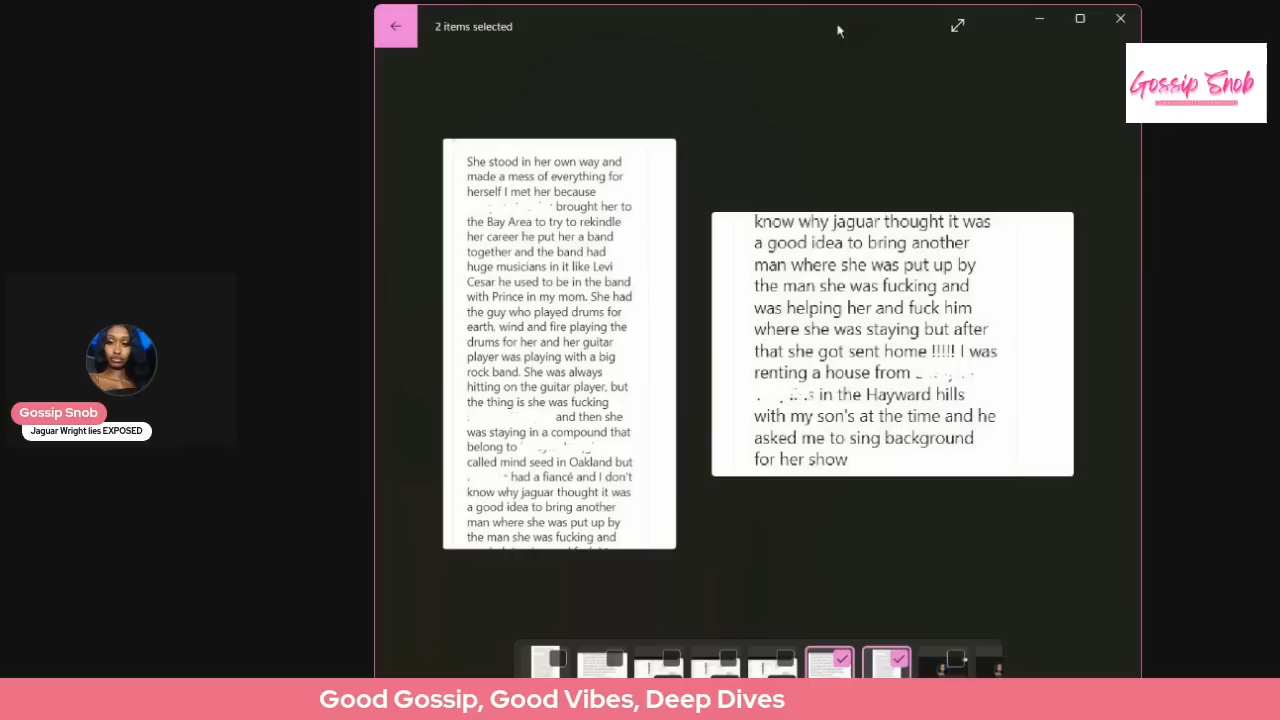 2 items selected
Gossip Snob
She stood in her own way and
made a mess of everything for
herself I met her because
brought her to
the Bay Area to try to rekindle
her career he put her a band
together and the band had
huge musicians in it like Levi
Cesar he used to be in the band
with Prince in my mom. She had
the guy who played drums for
earth, wind and fire playing the
drums for her and her guitar
player was playing with a big
rock band. She was always
hitting on the guitar player, but
the thing is she was fucking
and then she
was staying in a compound that
belong to
called mind seed in Oakland but
had a fiancé and I don't
know why jaguar thought it was
a good idea to bring another
man where she was put up by
the man she was fucking and
know why jaguar thought it was
a good idea to bring another
man where she was put up by
the man she was fucking and
was helping her and fuck him
where she was staying but after
that she got sent home !!!!! I was
renting a house from
in the Hayward hills
with my son's at the time and he
asked me to sing background
for her show
Gossip Snob
Jaguar Wright lies EXPOSED
Good Gossip, Good Vibes, Deep Dives